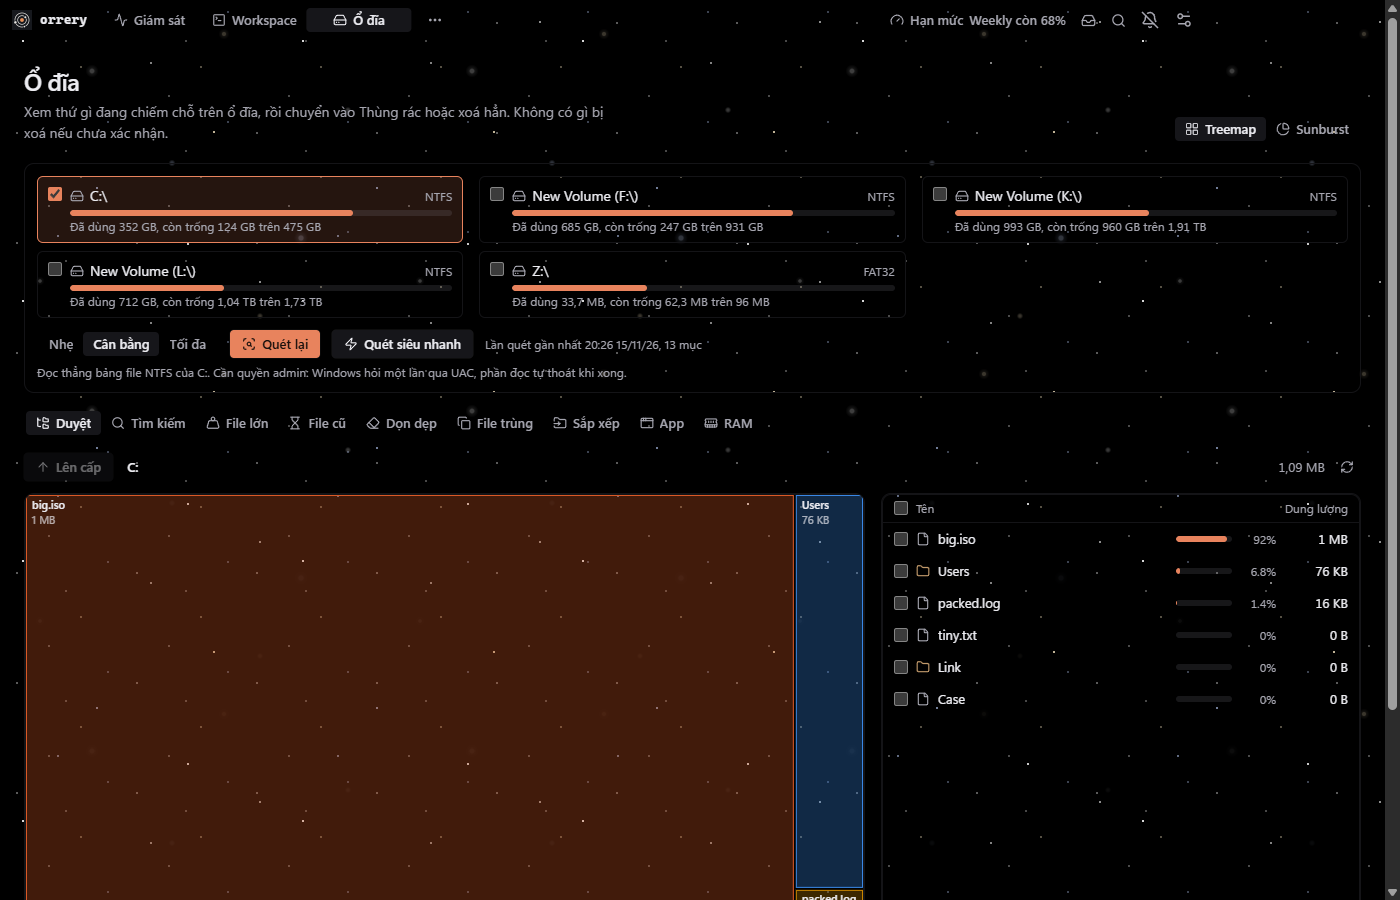 orrery
Giám sát
Workspace
Ổ đĩa
Hạn mức Weekly còn 68%
Ổ đĩa
Xem thứ gì đang chiếm chỗ trên ổ đĩa, rồi chuyển vào Thùng rác hoặc xoá hẳn. Không có gì bị
xoá nếu chưa xác nhận.
Treemap
Sunburst
C:\
NTFS
Đã dùng 352 GB, còn trống 124 GB trên 475 GB
New Volume (F:\)
NTFS
Đã dùng 685 GB, còn trống 247 GB trên 931 GB
New Volume (K:\)
NTFS
Đã dùng 993 GB, còn trống 960 GB trên 1,91 TB
New Volume (L:\)
NTFS
Đã dùng 712 GB, còn trống 1,04 TB trên 1,73 TB
Z:\
FAT32
Đã dùng 33,7 MB, còn trống 62,3 MB trên 96 MB
Nhẹ
Cân bằng
Tối đa
Quét lại
Quét siêu nhanh
Lần quét gần nhất 20:26 15/11/26, 13 mục
Đọc thẳng bảng file NTFS của C:. Cần quyền admin: Windows hỏi một lần qua UAC, phần đọc tự thoát khi xong.
Duyệt
Tìm kiếm
File lớn
File cũ
Dọn dẹp
File trùng
Sắp xếp
App
RAM
Lên cấp
C:
1,09 MB
big.iso
1 MB
Users
76 KB
packed.log
Tên
Dung lượng
big.iso 92% 1 MB
Users 6.8% 76 KB
packed.log 1.4% 16 KB
tiny.txt 0% 0 B
Link 0% 0 B
Case 0% 0 B